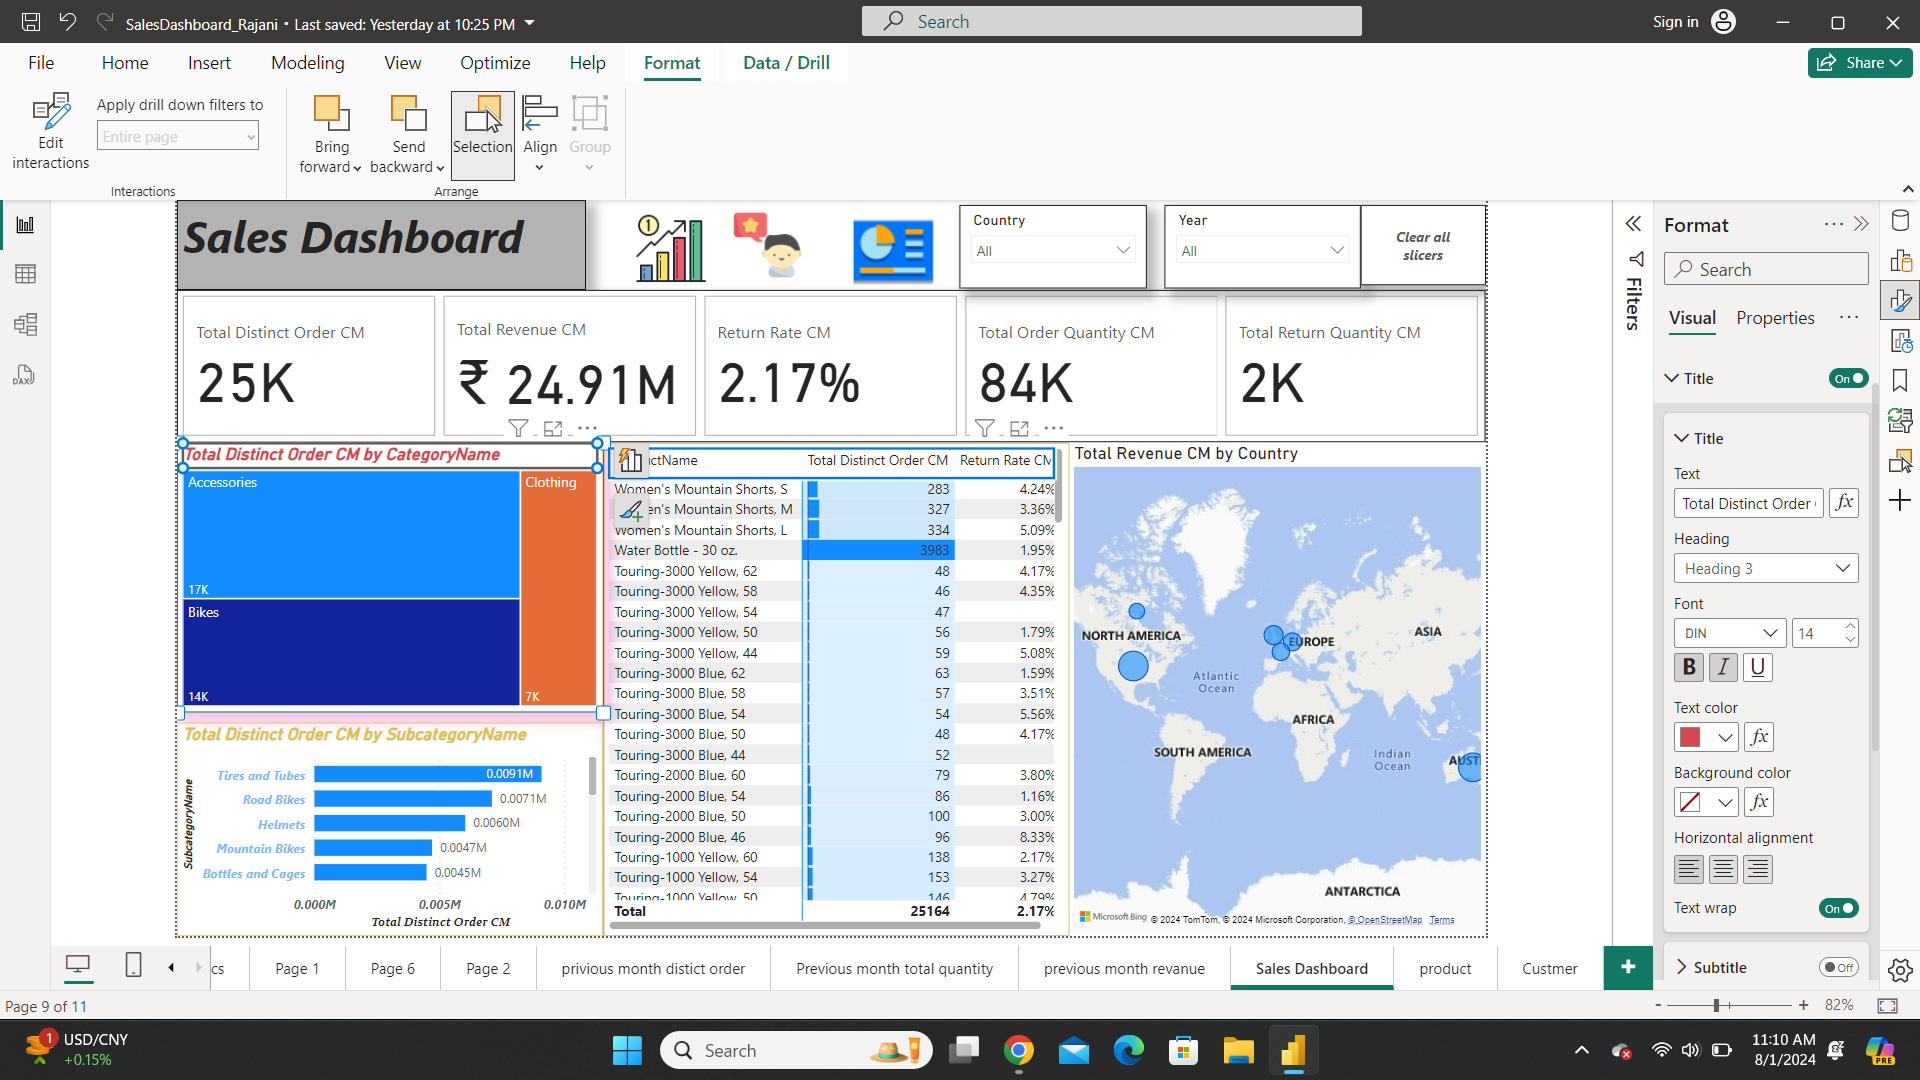 SalesDashboard_Rajani • Last saved: Yesterday at 10:25 PM
Search
Sign in
File Home Insert Modeling View Optimize Help Format Data / Drill
Share
Edit interactions
Apply drill down filters to
Entire page
Interactions
Bring forward
Send backward
Selection
Align
Group
Arrange
Sales Dashboard
Country
All
Year
All
Clear all
slicers
Total Distinct Order CM
25K
Total Revenue CM
₹ 24.91M
Return Rate CM
2.17%
Total Order Quantity CM
84K
Total Return Quantity CM
2K
Total Distinct Order CM by CategoryName
Accessories
17K
Bikes
14K
Clothing
7K
Total Distinct Order CM by SubcategoryName
SubcategoryName
Tires and Tubes 0.0091M
Road Bikes 0.0071M
Helmets 0.0060M
Mountain Bikes 0.0047M
Bottles and Cages 0.0045M
0.000M 0.005M 0.010M
Total Distinct Order CM
uctName Total Distinct Order CM Return Rate CM
Women's Mountain Shorts, S 283 4.24%
en's Mountain Shorts, M 327 3.36%
Women's Mountain Shorts, L 334 5.09%
Water Bottle - 30 oz. 3983 1.95%
Touring-3000 Yellow, 62 48 4.17%
Touring-3000 Yellow, 58 46 4.35%
Touring-3000 Yellow, 54 47
Touring-3000 Yellow, 50 56 1.79%
Touring-3000 Yellow, 44 59 5.08%
Touring-3000 Blue, 62 63 1.59%
Touring-3000 Blue, 58 57 3.51%
Touring-3000 Blue, 54 54 5.56%
Touring-3000 Blue, 50 48 4.17%
Touring-3000 Blue, 44 52
Touring-2000 Blue, 60 79 3.80%
Touring-2000 Blue, 54 86 1.16%
Touring-2000 Blue, 50 100 3.00%
Touring-2000 Blue, 46 96 8.33%
Touring-1000 Yellow, 60 138 2.17%
Touring-1000 Yellow, 54 153 3.27%
Touring-1000 Yellow, 50 146 4.79%
Total 25164 2.17%
Total Revenue CM by Country
NORTH AMERICA
EUROPE
ASIA
Atlantic
Ocean
AFRICA
SOUTH AMERICA
Indian
Ocean
AUST
ANTARCTICA
Microsoft Bing © 2024 TomTom, © 2024 Microsoft Corporation, © OpenStreetMap Terms
Filters
Format
Search
Visual Properties
Title On
Title
Text
Total Distinct Order
fx
Heading
Heading 3
Font
DIN 14
B I U
Text color
fx
Background color
fx
Horizontal alignment
Text wrap On
Subtitle Off
DAX
cs Page 1 Page 6 Page 2 privious month distict order Previous month total quantity previous month revanue Sales Dashboard product Custmer +
Page 9 of 11
- + 82%
1
USD/CNY
+0.15%
Search
11:10 AM
8/1/2024
PRE